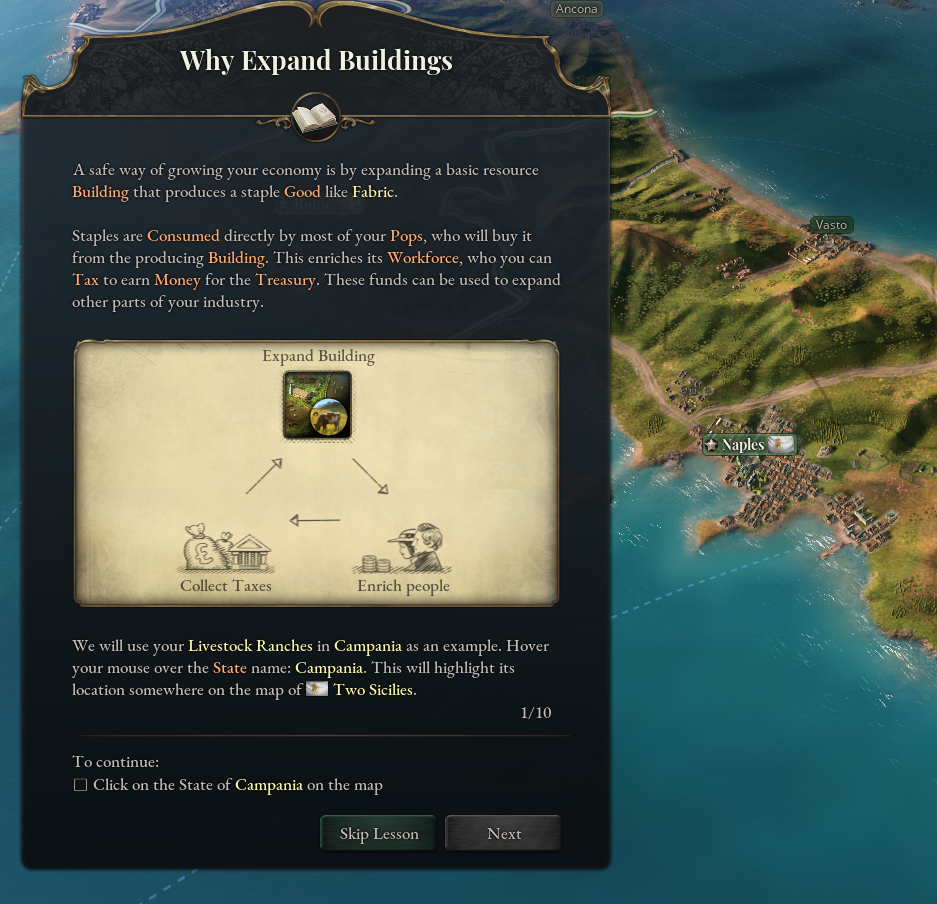 Ancona
Why Expand Buildings
A safe way of growing your economy is by expanding a basic resource
Building that produces a staple Good like Fabric.
Staples are Consumed directly by most of your Pops, who will buy it
from the producing Building. This enriches its Workforce, who you can
Tax to earn Money for the Treasury. These funds can be used to expand
other parts of your industry.
Vasto
Expand Building
Naples
Collect Taxes
Enrich people
We will use your Livestock Ranches in Campania as an example. Hover
your mouse over the State name: Campania. This will highlight its
location somewhere on the map of Two Sicilies.
1/10
To continue:
Click on the State of Campania on the map
Skip Lesson
Next